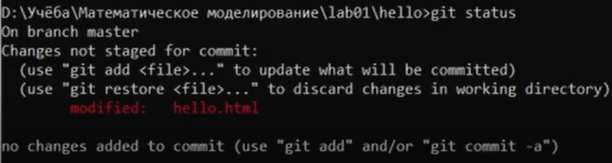 D:\Учёба\Математическое моделирование\lab01\hello>git status
On branch master
Changes not staged for commit:
  (use "git add <file>..." to update what will be committed)
  (use "git restore <file>..." to discard changes in working directory)
        modified:   hello.html
no changes added to commit (use "git add" and/or "git commit -a")